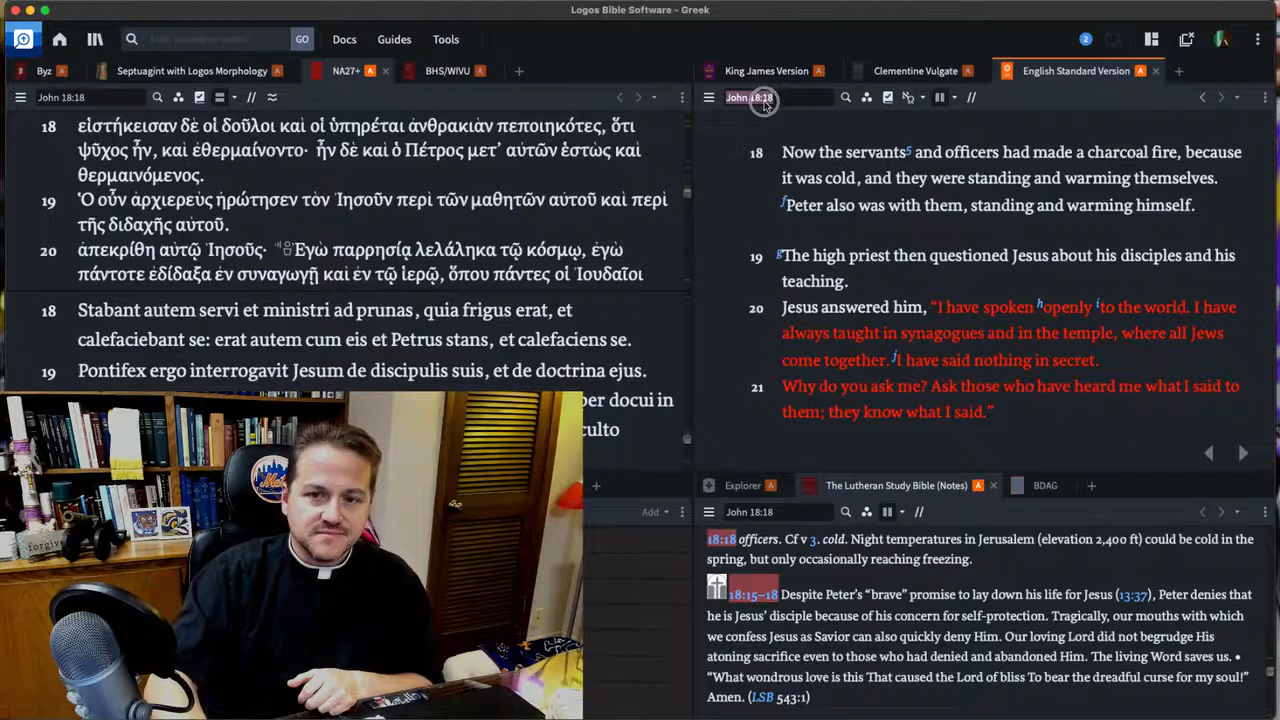 Logos Bible Software - Greek
GO
Docs
Guides
Tools
2
Byz A
Septuagint with Logos Morphology A
NA27+ A
BHS/WIVU A
King James Version A
Clementine Vulgate A
English Standard Version A
John 18:18
John 18:18
18 εἱστήκεισαν δὲ οἱ δοῦλοι καὶ οἱ ὑπηρέται ἀνθρακιὰν πεποιηκότες, ὅτι
ψῦχος ἦν, καὶ ἐθερμαίνοντο· ἦν δὲ καὶ ὁ Πέτρος μετʼ αὐτῶν ἑστὼς καὶ
θερμαινόμενος.
19 Ὁ οὖν ἀρχιερεὺς ἠρώτησεν τὸν Ἰησοῦν περὶ τῶν μαθητῶν αὐτοῦ καὶ περὶ
τῆς διδαχῆς αὐτοῦ.
20 ἀπεκρίθη αὐτῷ Ἰησοῦς· Ἐγὼ παρρησίᾳ λελάληκα τῷ κόσμῳ, ἐγὼ
πάντοτε ἐδίδαξα ἐν συναγωγῇ καὶ ἐν τῷ ἱερῷ, ὅπου πάντες οἱ Ἰουδαῖοι
18 Stabant autem servi et ministri ad prunas, quia frigus erat, et
calefaciebant se: erat autem cum eis et Petrus stans, et calefaciens se.
19 Pontifex ergo interrogavit Jesum de discipulis suis, et de doctrina ejus.
per docui in
culto
18 Now the servants5 and officers had made a charcoal fire, because
it was cold, and they were standing and warming themselves.
fPeter also was with them, standing and warming himself.
19 gThe high priest then questioned Jesus about his disciples and his
teaching.
20 Jesus answered him, “I have spoken hopenly ito the world. I have
always taught in synagogues and in the temple, where all Jews
come together. jI have said nothing in secret.
21 Why do you ask me? Ask those who have heard me what I said to
them; they know what I said.”
Add
Explorer A
The Lutheran Study Bible (Notes) A
BDAG
John 18:18
18:18 officers. Cf v 3. cold. Night temperatures in Jerusalem (elevation 2,400 ft) could be cold in the
spring, but only occasionally reaching freezing.
18:15–18 Despite Peter’s “brave” promise to lay down his life for Jesus (13:37), Peter denies that
he is Jesus’ disciple because of his concern for self-protection. Tragically, our mouths with which
we confess Jesus as Savior can also quickly deny Him. Our loving Lord did not begrudge His
atoning sacrifice even to those who had denied and abandoned Him. The living Word saves us. •
“What wondrous love is this That caused the Lord of bliss To bear the dreadful curse for my soul!”
Amen. (LSB 543:1)
Mets
forgive